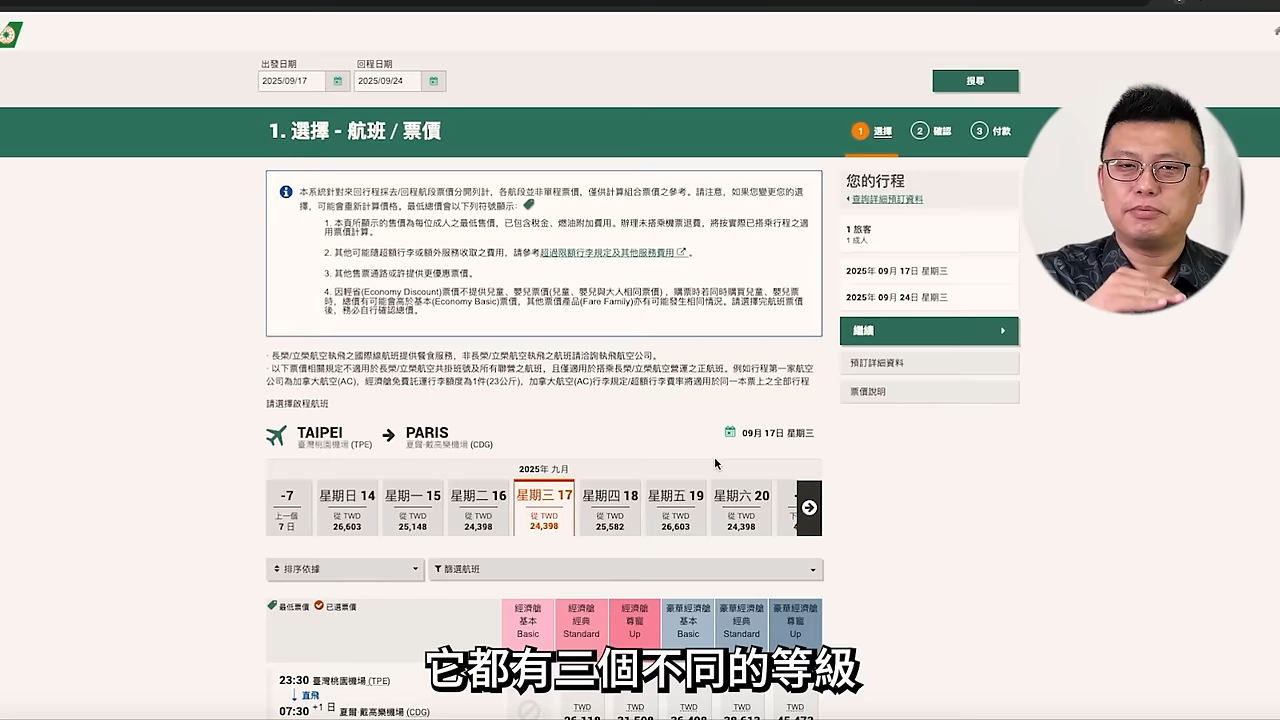 出發日期
回程日期
2025/09/17
2025/09/24
搜尋
1. 選擇 - 航班 / 票價
1 選擇
2 確認
3 付款
本系統針對來回行程採去/回程航段票價分開列計，各航段並非單程票價，僅供計算組合票價之參考。請注意，如果您變更您的選
擇，可能會重新計算價格。最低總價會以下列符號顯示：
1. 本頁所顯示的售價為每位成人之最低售價，已包含稅金、燃油附加費用。辦理未搭乘機票退費，將按實際已搭乘行程之適
用票價計算。
2. 其他可能隨超額行李或額外服務收取之費用，請參考超過限額行李規定及其他服務費用。
3. 其他售票通路或許提供更優惠票價。
4. 因輕省(Economy Discount)票價不提供兒童、嬰兒票價(兒童、嬰兒與大人相同票價)，購票時若同時購買兒童、嬰兒票
時，總價有可能會高於基本(Economy Basic)票價，其他票價產品(Fare Family)亦有可能發生相同情況。請選擇完航班票價
後，務必自行確認總價。
· 長榮/立榮航空執飛之國際線航班提供餐食服務，非長榮/立榮航空執飛之航班請洽詢執飛航空公司。
· 以下票價相關規定不適用於長榮/立榮航空共掛班號及所有聯營之航班，且僅適用於搭乘長榮/立榮航空營運之正航班。例如行程第一家航空
公司為加拿大航空(AC)，經濟艙免費託運行李額度為1件(23公斤)，加拿大航空(AC)行李規定/超額行李費率將適用於同一本票上之全部行程
請選擇啟程航班
TAIPEI
臺灣桃園機場 (TPE)
PARIS
夏爾·戴高樂機場 (CDG)
09月 17日 星期三
2025年 九月
-7
上一個
7 日
星期日 14
從 TWD
26,603
星期一 15
從 TWD
25,148
星期二 16
從 TWD
24,398
星期三 17
從 TWD
24,398
星期四 18
從 TWD
25,582
星期五 19
從 TWD
26,603
星期六 20
從 TWD
24,398
排序依據
篩選航班
最低票價 已選票價
經濟艙
基本
Basic
經濟艙
經典
Standard
經濟艙
尊寵
Up
豪華經濟艙
基本
Basic
豪華經濟艙
經典
Standard
豪華經濟艙
尊寵
Up
23:30 臺灣桃園機場 (TPE)
直飛
07:30 +1 日 夏爾·戴高樂機場 (CDG)
TWD
TWD
TWD
TWD
TWD
您的行程
查詢詳細預訂資料
1 旅客
1 成人
2025年 09月 17日 星期三
2025年 09月 24日 星期三
繼續
預訂詳細資料
票價說明
它都有三個不同的等級